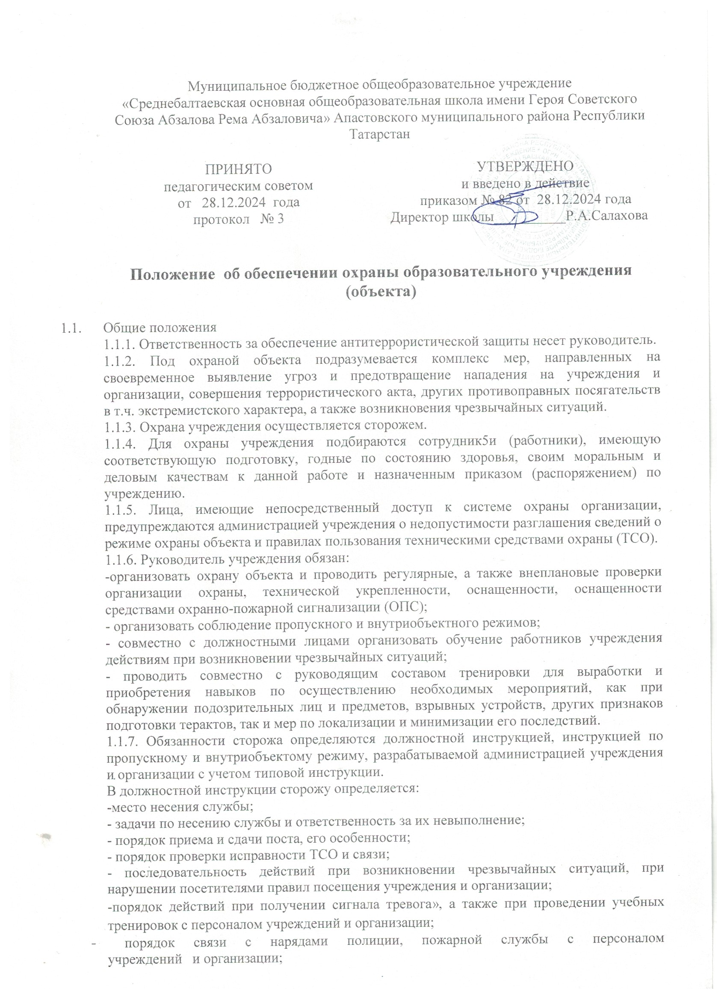 Муниципальное бюджетное общеобразовательное учреждение
«Среднебалтаевская основная общеобразовательная школа имени Героя Советского
Союза Абзалова Рема Абзаловича» Апастовского муниципального района Республики
Татарстан
ПРИНЯТО
педагогическим советом
от 28.12.2024 года
протокол № 3
УТВЕРЖДЕНО
и введено в действие
приказом № 82 от 28.12.2024 года
Директор школы __________Р.А.Салахова
Положение об обеспечении охраны образовательного учреждения
(объекта)
1.1. Общие положения
1.1.1. Ответственность за обеспечение антитеррористической защиты несет руководитель.
1.1.2. Под охраной объекта подразумевается комплекс мер, направленных на
своевременное выявление угроз и предотвращение нападения на учреждения и
организации, совершения террористического акта, других противоправных посягательств
в т.ч. экстремистского характера, а также возникновения чрезвычайных ситуаций.
1.1.3. Охрана учреждения осуществляется сторожем.
1.1.4. Для охраны учреждения подбираются сотрудник5и (работники), имеющую
соответствующую подготовку, годные по состоянию здоровья, своим моральным и
деловым качествам к данной работе и назначенным приказом (распоряжением) по
учреждению.
1.1.5. Лица, имеющие непосредственный доступ к системе охраны организации,
предупреждаются администрацией учреждения о недопустимости разглашения сведений о
режиме охраны объекта и правилах пользования техническими средствами охраны (ТСО).
1.1.6. Руководитель учреждения обязан:
-организовать охрану объекта и проводить регулярные, а также внеплановые проверки
организации охраны, технической укрепленности, оснащенности, оснащенности
средствами охранно-пожарной сигнализации (ОПС);
- организовать соблюдение пропускного и внутриобъектного режимов;
- совместно с должностными лицами организовать обучение работников учреждения
действиям при возникновении чрезвычайных ситуаций;
- проводить совместно с руководящим составом тренировки для выработки и
приобретения навыков по осуществлению необходимых мероприятий, как при
обнаружении подозрительных лиц и предметов, взрывных устройств, других признаков
подготовки терактов, так и мер по локализации и минимизации его последствий.
1.1.7. Обязанности сторожа определяются должностной инструкцией, инструкцией по
пропускному и внутриобъектому режиму, разрабатываемой администрацией учреждения
и организации с учетом типовой инструкции.
В должностной инструкции сторожу определяется:
-место несения службы;
- задачи по несению службы и ответственность за их невыполнение;
- порядок приема и сдачи поста, его особенности;
- порядок проверки исправности ТСО и связи;
- последовательность действий при возникновении чрезвычайных ситуаций, при
нарушении посетителями правил посещения учреждения и организации;
-порядок действий при получении сигнала тревога», а также при проведении учебных
тренировок с персоналом учреждений и организации;
- порядок связи с нарядами полиции, пожарной службы с персоналом
учреждений и организации;